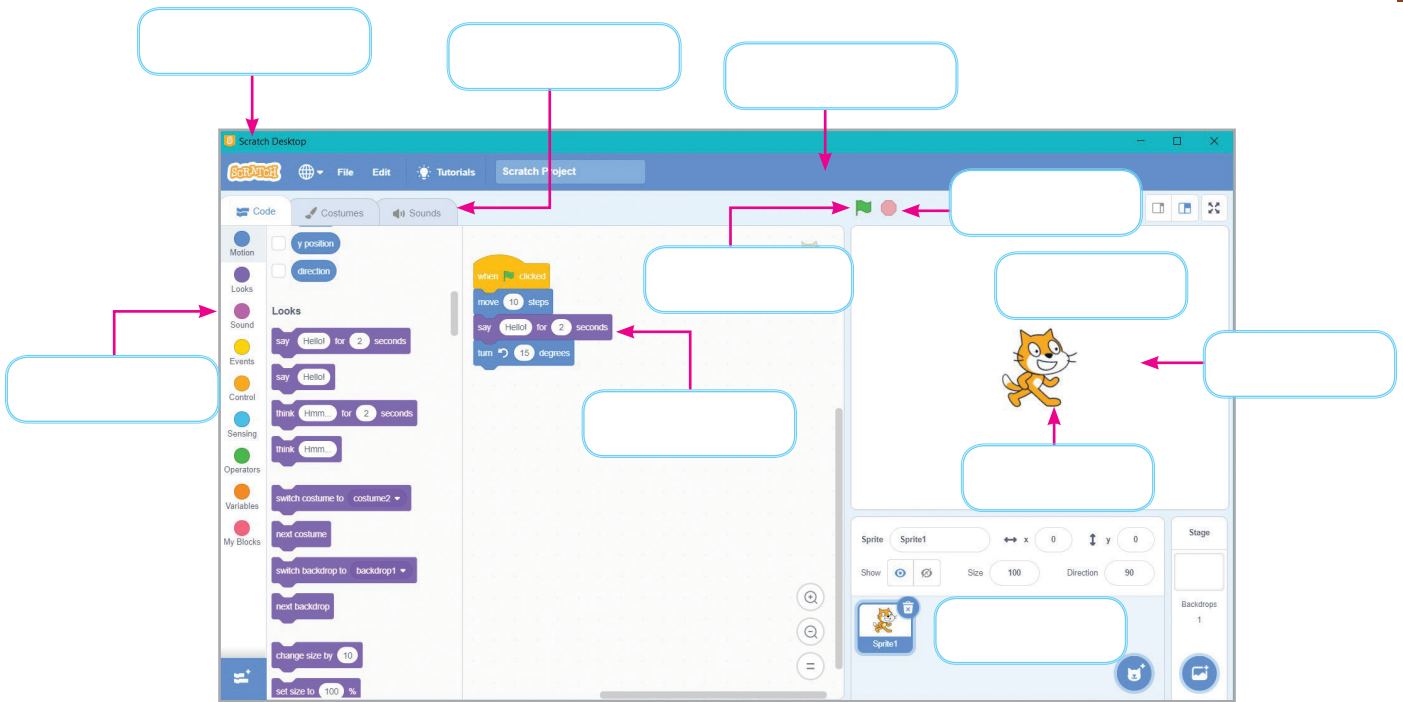 Scratch Desktop
SCRATCH File Edit Tutorials Scratch Project
Code Costumes Sounds
Motion
Looks
Sound
Events
Control
Sensing
Operators
Variables
My Blocks
y position
direction
Looks
say Hello! for 2 seconds
say Hello!
think Hmm... for 2 seconds
think Hmm...
switch costume to costume2
next costume
switch backdrop to backdrop1
next backdrop
change size by 10
set size to 100 %
when clicked
move 10 steps
say Hello! for 2 seconds
turn 15 degrees
Sprite Sprite1 x 0 y 0
Show Size 100 Direction 90
Sprite1
Stage
Backdrops
1